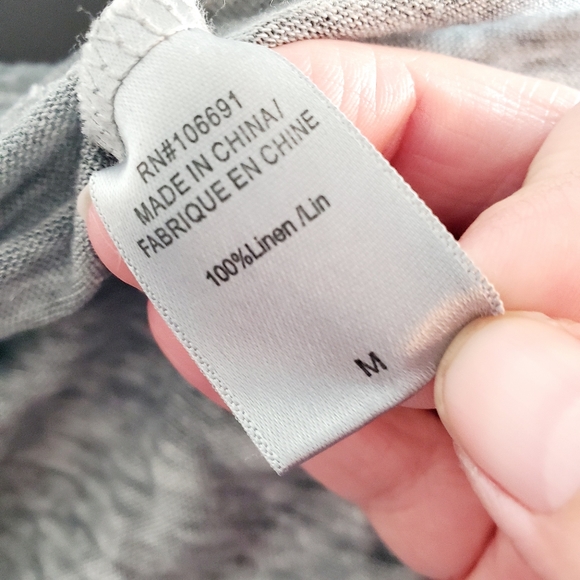 RN#106691
MADE IN CHINA/
FABRIQUE EN CHINE
100%Linen /Lin
M